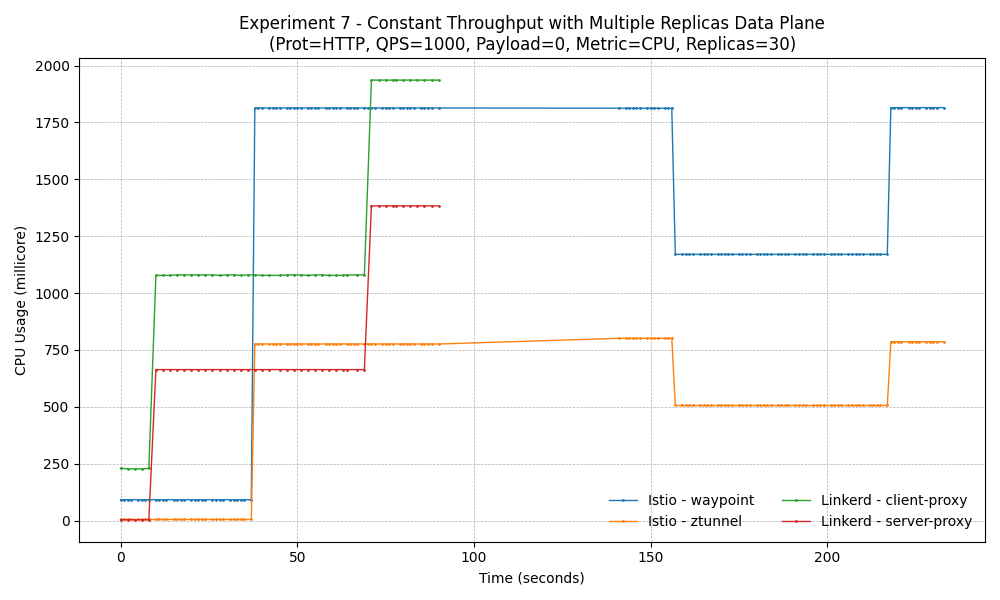 Experiment 7 - Constant Throughput with Multiple Replicas Data Plane
(Prot=HTTP, QPS=1000, Payload=0, Metric=CPU, Replicas=30)
2000
1750
1500
1250
1000
750
500
250
0
CPU Usage (millicore)
Istio - waypoint
Istio - ztunnel
Linkerd - client-proxy
Linkerd - server-proxy
0 50 100 150 200
Time (seconds)